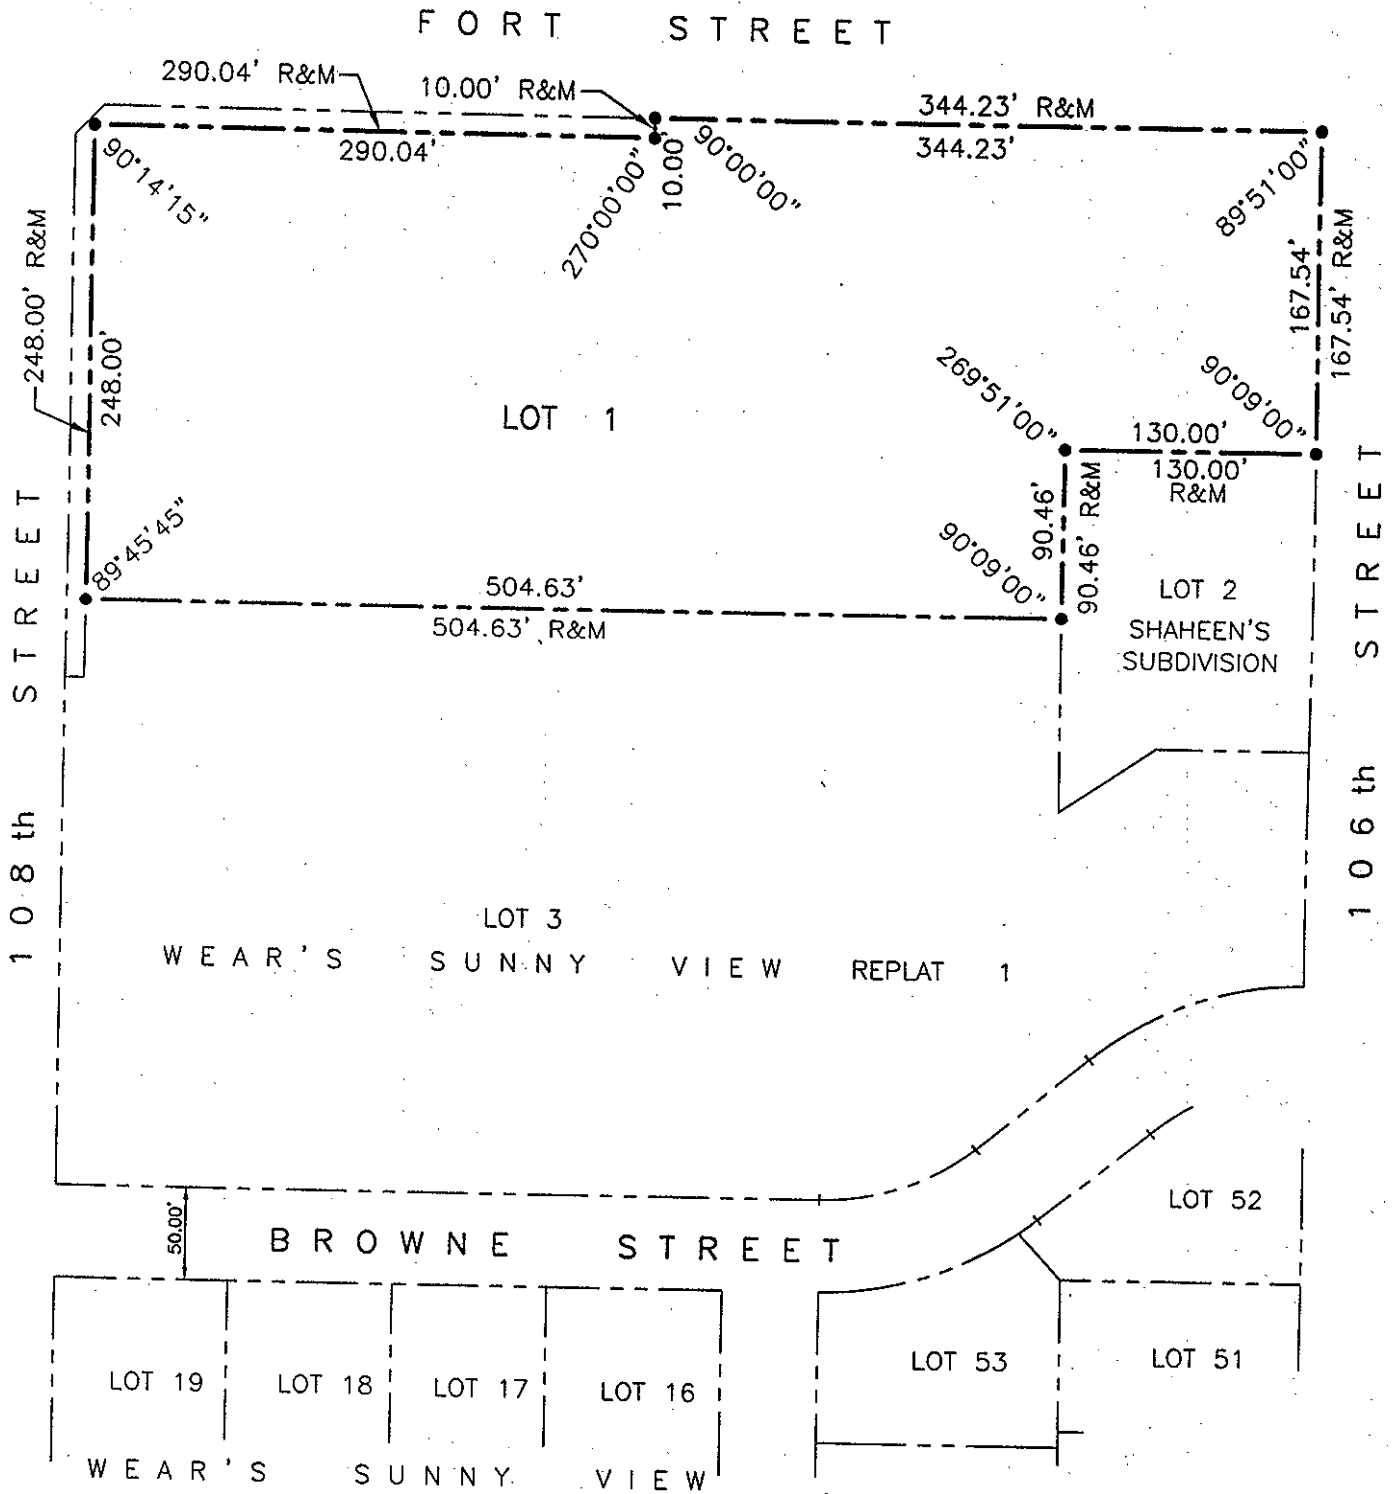 FORT STREET
290.04' R&M
10.00' R&M
344.23' R&M
290.04'
344.23'
90°14'15"
270°00'00"
10.00'
90°00'00"
89°51'00"
248.00' R&M
248.00'
167.54'
167.54' R&M
LOT 1
269°51'00"
90°09'00"
130.00'
130.00'
R&M
90.46'
90.46' R&M
89°45'45"
90°09'00"
504.63'
504.63' R&M
LOT 2
SHAHEEN'S
SUBDIVISION
108th STREET
106th STREET
LOT 3
WEAR'S SUNNY VIEW REPLAT 1
50.00'
BROWNE STREET
LOT 52
LOT 19
LOT 18
LOT 17
LOT 16
LOT 53
LOT 51
WEAR'S SUNNY VIEW